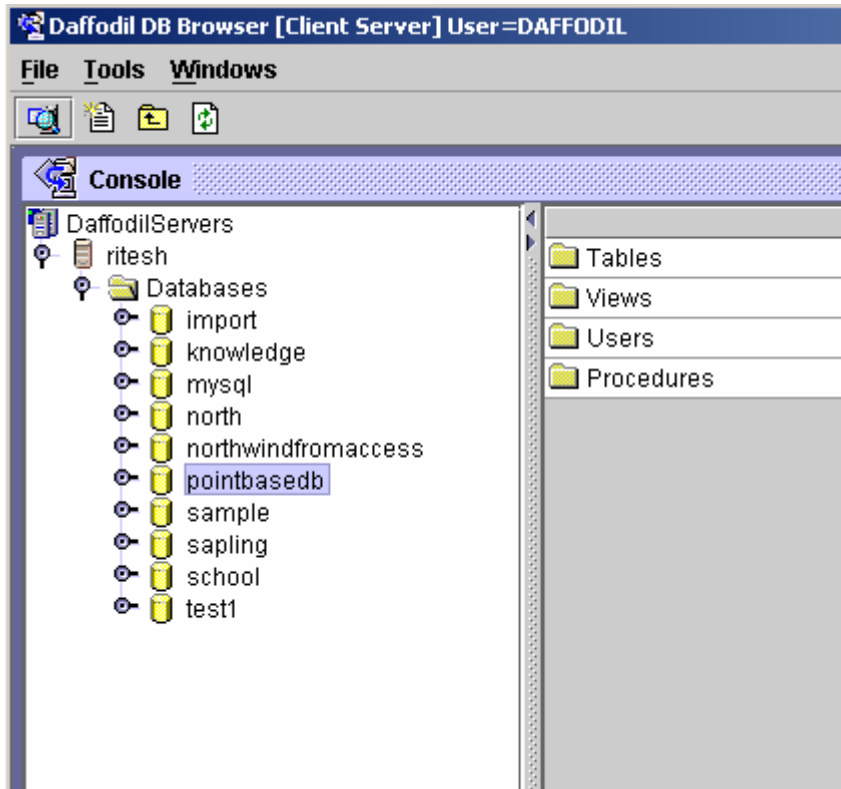 Daffodil DB Browser [Client Server] User=DAFFODIL
File Tools Windows
Console
DaffodilServers
ritesh
Databases
import
knowledge
mysql
north
northwindfromaccess
pointbasedb
sample
sapling
school
test1
Tables
Views
Users
Procedures